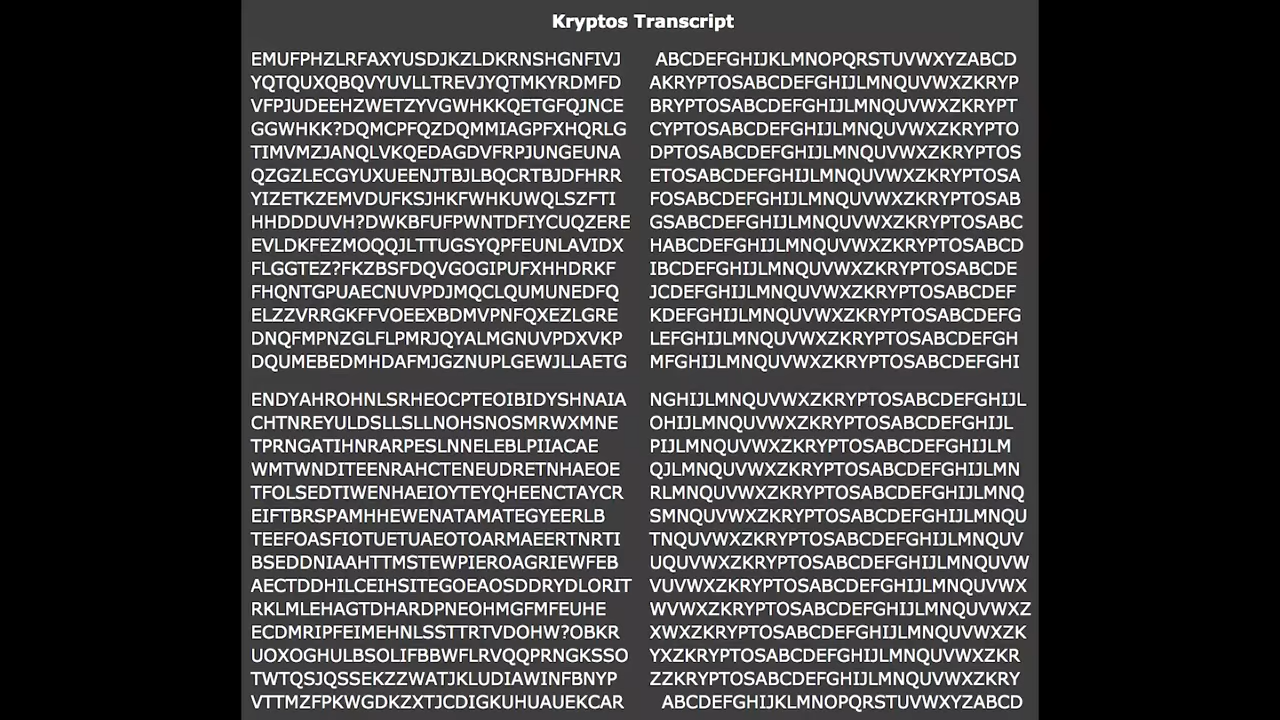 Kryptos Transcript
EMUFPHZLRFAXYUSDJKZLDKRNSHGNFIVJ
YQTQUXQBQVYUVLLTREVJYQTMKYRDMFD
VFPJUDEEHZWETZYVGWHKKQETGFQJNCE
GGWHKK?DQMCPFQZDQMMIAGPFXHQRLG
TIMVMZJANQLVKQEDAGDVFRPJUNGEUNA
QZGZLECGYUXUEENJTBJLBQCRTBJDFHRR
YIZETKZEMVDUFKSJHKFWHKUWQLSZFTI
HHDDDUVH?DWKBFUFPWNTDFIYCUQZERE
EVLDKFEZMOQQJLTTUGSYQPFEUNLAVIDX
FLGGTEZ?FKZBSFDQVGOGIPUFXHHDRKF
FHQNTGPUAECNUVPDJMQCLQUMUNEDFQ
ELZZVRRGKFFVOEEXBDMVPNFQXEZLGRE
DNQFMPNZGLFLPMRJQYALMGNUVPDXVKP
DQUMEBEDMHDAFMJGZNUPLGEWJLLAETG
ENDYAHROHNLSRHEOCPTEOIBIDYSHNAIA
CHTNREYULDSLLSLLNOHSNOSMRWXMNE
TPRNGATIHNRARPESLNNELEBLPIIACAE
WMTWNDITEENRAHCTENEUDRETNHAEOE
TFOLSEDTIWENHAEIOYTEYQHEENCTAYCR
EIFTBRSPAMHHEWENATAMATEGYEERLB
TEEFOASFIOTUETUAEOTOARMAEERTNRTI
BSEDDNIAAHTTMSTEWPIEROAGRIEWFEB
AECTDDHILCEIHSITEGOEAOSDDRYDLORIT
RKLMLEHAGTDHARDPNEOHMGFMFEUHE
ECDMRIPFEIMEHNLSSTTRTVDOHW?OBKR
UOXOGHULBSOLIFBBWFLRVQQPRNGKSSO
TWTQSJQSSEKZZWATJKLUDIAWINFBNYP
VTTMZFPKWGDKZXTJCDIGKUHUAUEKCAR
ABCDEFGHIJKLMNOPQRSTUVWXYZABCD
AKRYPTOSABCDEFGHIJLMNQUVWXZKRYP
BRYPTOSABCDEFGHIJLMNQUVWXZKRYPT
CYPTOSABCDEFGHIJLMNQUVWXZKRYPTO
DPTOSABCDEFGHIJLMNQUVWXZKRYPTOS
ETOSABCDEFGHIJLMNQUVWXZKRYPTOSA
FOSABCDEFGHIJLMNQUVWXZKRYPTOSAB
GSABCDEFGHIJLMNQUVWXZKRYPTOSABC
HABCDEFGHIJLMNQUVWXZKRYPTOSABCD
IBCDEFGHIJLMNQUVWXZKRYPTOSABCDE
JCDEFGHIJLMNQUVWXZKRYPTOSABCDEF
KDEFGHIJLMNQUVWXZKRYPTOSABCDEFG
LEFGHIJLMNQUVWXZKRYPTOSABCDEFGH
MFGHIJLMNQUVWXZKRYPTOSABCDEFGHI
NGHIJLMNQUVWXZKRYPTOSABCDEFGHIJL
OHIJLMNQUVWXZKRYPTOSABCDEFGHIJL
PIJLMNQUVWXZKRYPTOSABCDEFGHIJLM
QJLMNQUVWXZKRYPTOSABCDEFGHIJLMN
RLMNQUVWXZKRYPTOSABCDEFGHIJLMNQ
SMNQUVWXZKRYPTOSABCDEFGHIJLMNQU
TNQUVWXZKRYPTOSABCDEFGHIJLMNQUV
UQUVWXZKRYPTOSABCDEFGHIJLMNQUVW
VUVWXZKRYPTOSABCDEFGHIJLMNQUVWX
WVWXZKRYPTOSABCDEFGHIJLMNQUVWXZ
XWXZKRYPTOSABCDEFGHIJLMNQUVWXZK
YXZKRYPTOSABCDEFGHIJLMNQUVWXZKR
ZZKRYPTOSABCDEFGHIJLMNQUVWXZKRY
ABCDEFGHIJKLMNOPQRSTUVWXYZABCD